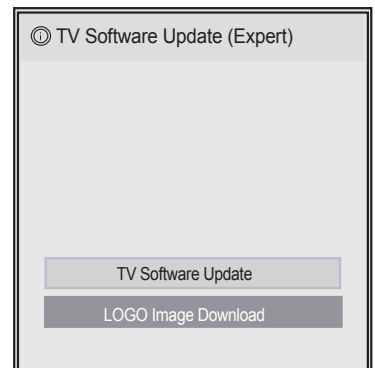 ⓘ TV Software Update (Expert)
TV Software Update
LOGO Image Download